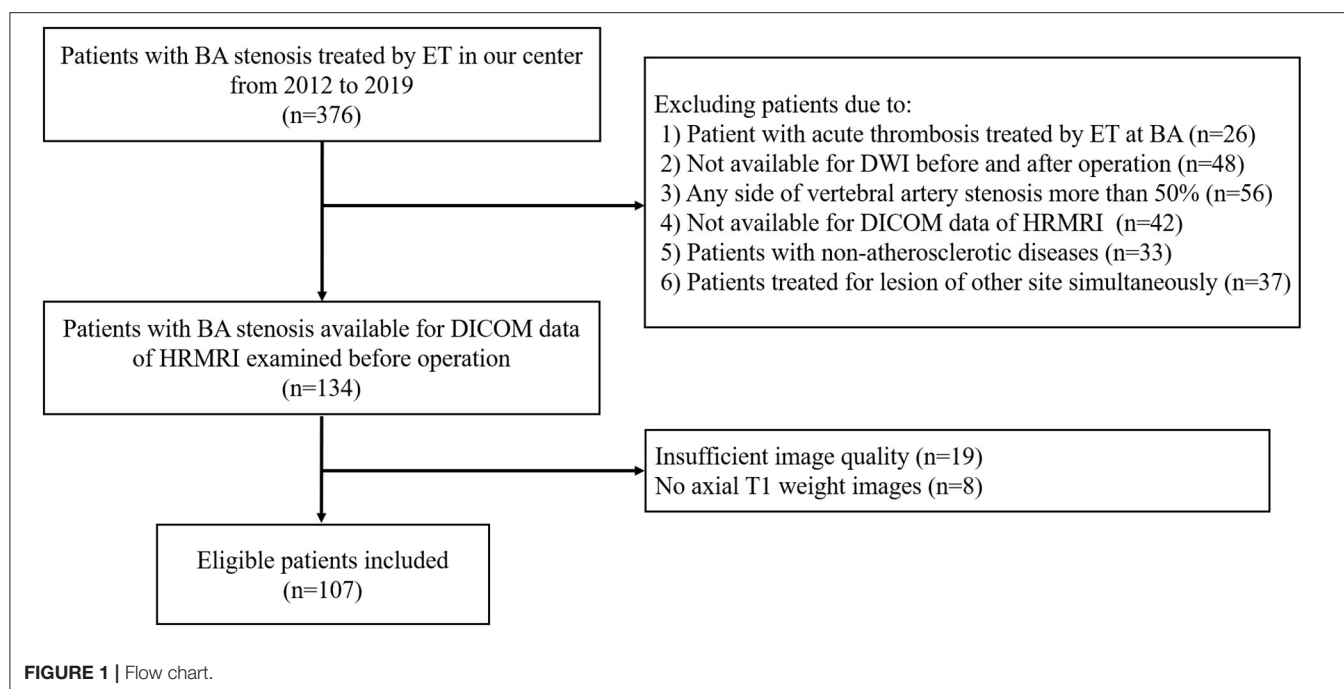 Patients with BA stenosis treated by ET in our center
from 2012 to 2019
(n=376)
Excluding patients due to:
1) Patient with acute thrombosis treated by ET at BA (n=26)
2) Not available for DWI before and after operation (n=48)
3) Any side of vertebral artery stenosis more than 50% (n=56)
4) Not available for DICOM data of HRMRI (n=42)
5) Patients with non-atherosclerotic diseases (n=33)
6) Patients treated for lesion of other site simultaneously (n=37)
Patients with BA stenosis available for DICOM data
of HRMRI examined before operation
(n=134)
Insufficient image quality (n=19)
No axial T1 weight images (n=8)
Eligible patients included
(n=107)
FIGURE 1 | Flow chart.